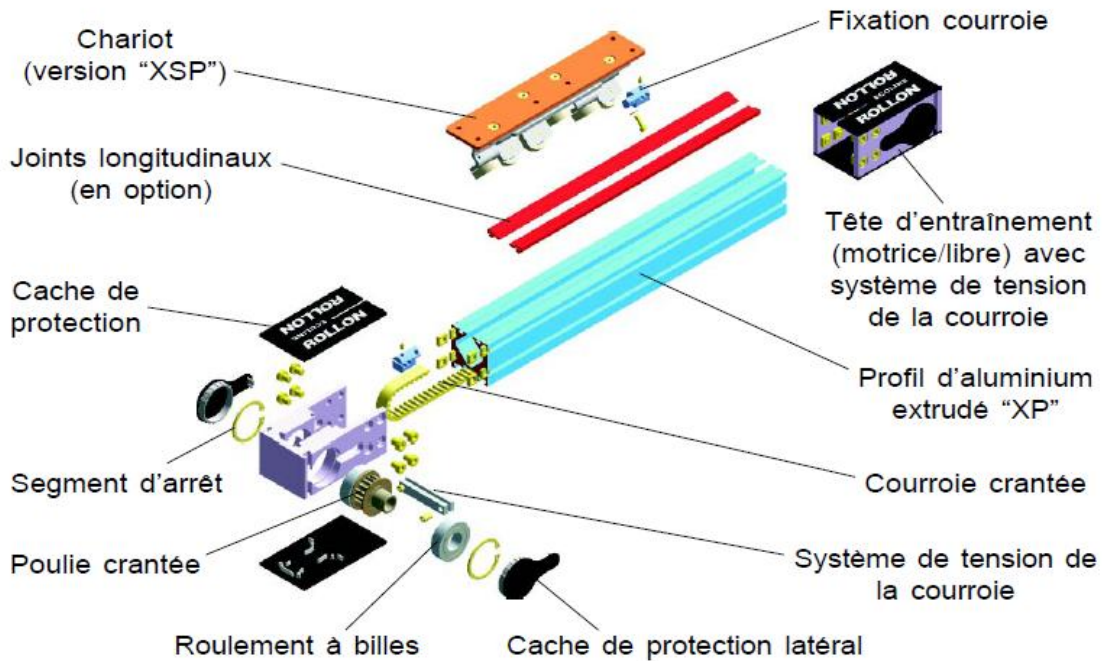 Chariot
(version “XSP”)
Fixation courroie
ROLLON
ROLLON
Joints longitudinaux
(en option)
Tête d’entraînement
(motrice/libre) avec
système de tension
de la courroie
Cache de
protection
ROLLON
ROLLON
Profil d’aluminium
extrudé “XP”
Segment d’arrêt
Courroie crantée
Poulie crantée
Système de tension de
la courroie
Roulement à billes
Cache de protection latéral